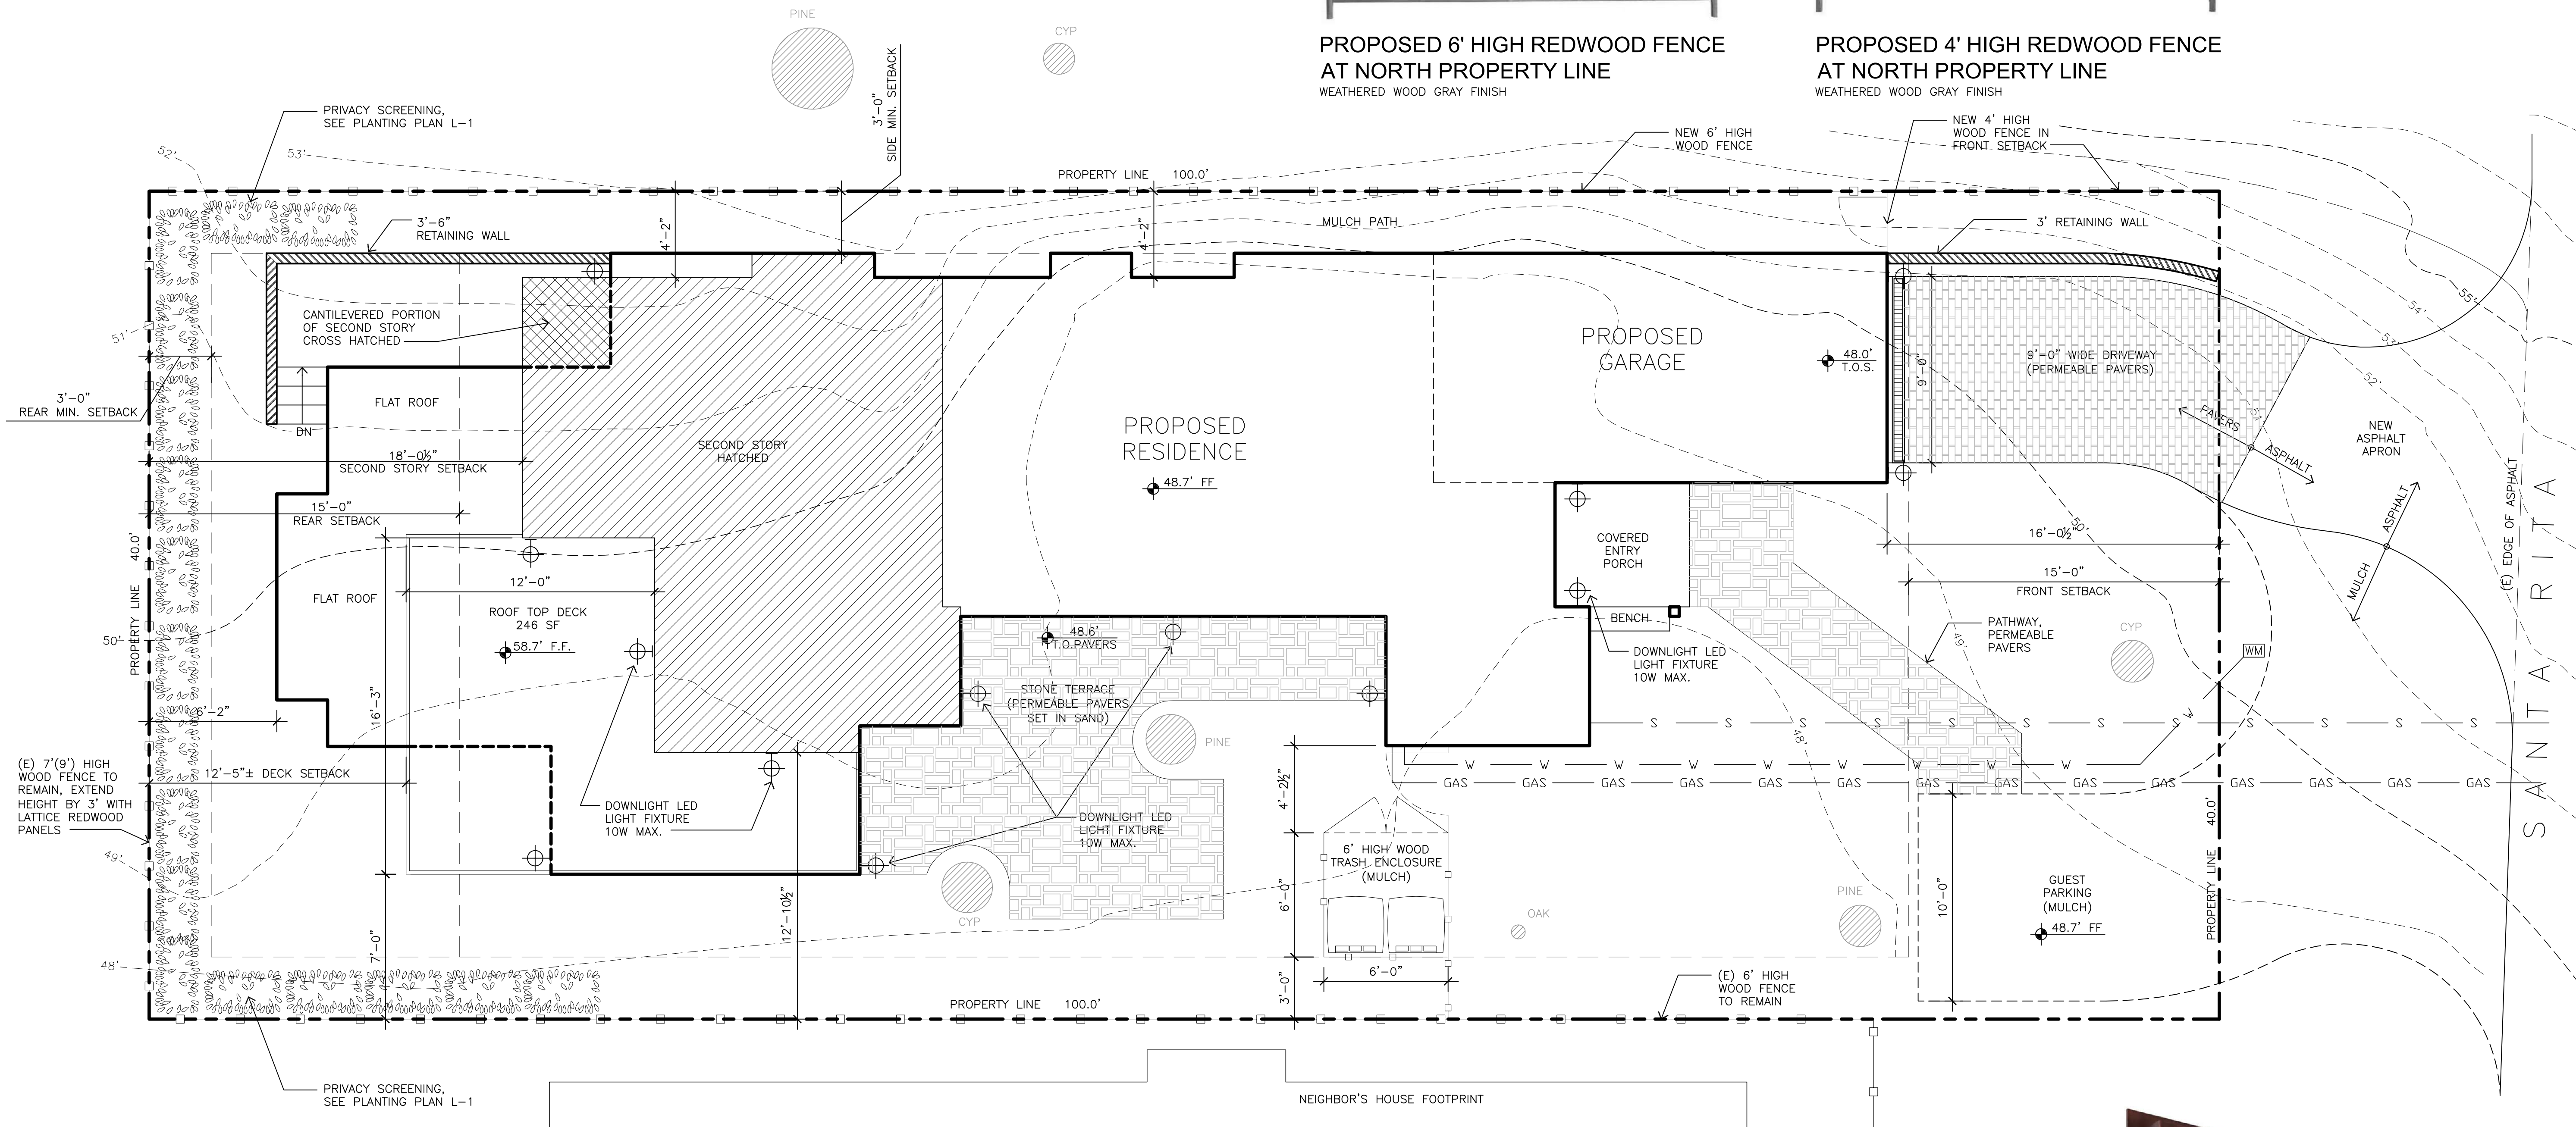 PINE
CYP
PROPOSED 6' HIGH REDWOOD FENCE
AT NORTH PROPERTY LINE
WEATHERED WOOD GRAY FINISH
PROPOSED 4' HIGH REDWOOD FENCE
AT NORTH PROPERTY LINE
WEATHERED WOOD GRAY FINISH
3'-0"
SIDE MIN. SETBACK
PRIVACY SCREENING,
SEE PLANTING PLAN L-1
NEW 6' HIGH
WOOD FENCE
NEW 4' HIGH
WOOD FENCE IN
FRONT SETBACK
52'
53'
PROPERTY LINE 100.0'
3'-6"
RETAINING WALL
4'-2"
4'-2"
MULCH PATH
3' RETAINING WALL
55'
54'
53'
52'
51'
51'
CANTILEVERED PORTION
OF SECOND STORY
CROSS HATCHED
PROPOSED
GARAGE
48.0'
T.O.S.
9'-0"
9'-0" WIDE DRIVEWAY
(PERMEABLE PAVERS)
3'-0"
REAR MIN. SETBACK
FLAT ROOF
DN
PROPOSED
RESIDENCE
48.7' FF
SECOND STORY
HATCHED
PAVERS
ASPHALT
NEW
ASPHALT
APRON
18'-0½"
SECOND STORY SETBACK
15'-0"
REAR SETBACK
PROPERTY LINE 40.0'
50'
COVERED
ENTRY
PORCH
16'-0½"
15'-0"
FRONT SETBACK
ASPHALT
MULCH
(E) EDGE OF ASPHALT
SANTA RITA
FLAT ROOF
12'-0"
ROOF TOP DECK
246 SF
58.7' F.F.
50'
BENCH
48.6'
T.O.PAVERS
PATHWAY,
PERMEABLE
PAVERS
49'
CYP
WM
DOWNLIGHT LED
LIGHT FIXTURE
10W MAX.
16'-3"
6'-2"
STONE TERRACE
(PERMEABLE PAVERS
SET IN SAND)
PINE
S S S S S S S S S S S S
48'
W W W W W W W W W W
GAS GAS GAS GAS GAS GAS GAS GAS GAS GAS GAS GAS GAS GAS
(E) 7'(9') HIGH
WOOD FENCE TO
REMAIN, EXTEND
HEIGHT BY 3' WITH
LATTICE REDWOOD
PANELS
12'-5"± DECK SETBACK
DOWNLIGHT LED
LIGHT FIXTURE
10W MAX.
DOWNLIGHT LED
LIGHT FIXTURE
10W MAX.
4'-2½"
6' HIGH WOOD
TRASH ENCLOSURE
(MULCH)
6'-0"
49'
12'-10½"
CYP
OAK
PINE
10'-0"
GUEST
PARKING
(MULCH)
48.7' FF
PROPERTY LINE 40.0'
7'-0"
48'
6'-0"
3'-0"
(E) 6' HIGH
WOOD FENCE
TO REMAIN
PROPERTY LINE 100.0'
PRIVACY SCREENING,
SEE PLANTING PLAN L-1
NEIGHBOR'S HOUSE FOOTPRINT